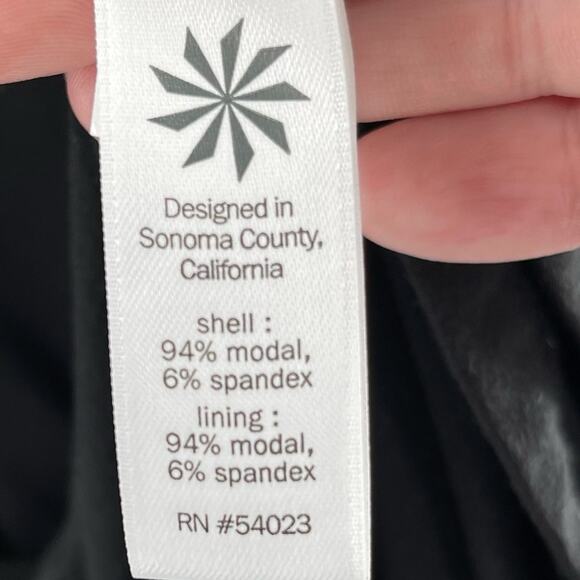 Designed in
Sonoma County,
California
shell :
94% modal,
6% spandex
lining :
94% modal,
6% spandex
RN #54023